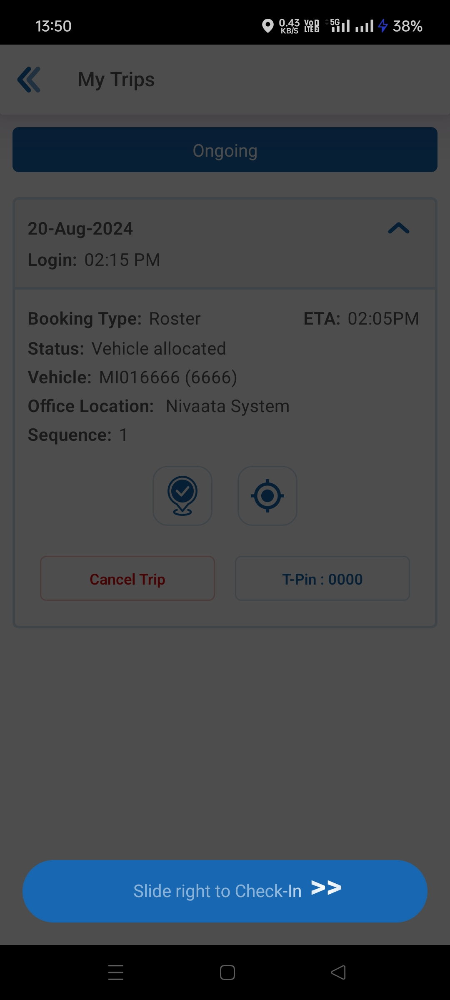 13:50
0.43 KB/S
Vo 1 LTE 2
5G
38%
My Trips
Ongoing
20-Aug-2024
Login: 02:15 PM
Booking Type: Roster ETA: 02:05PM
Status: Vehicle allocated
Vehicle: MI016666 (6666)
Office Location: Nivaata System
Sequence: 1
Cancel Trip T-Pin : 0000
Slide right to Check-In >>